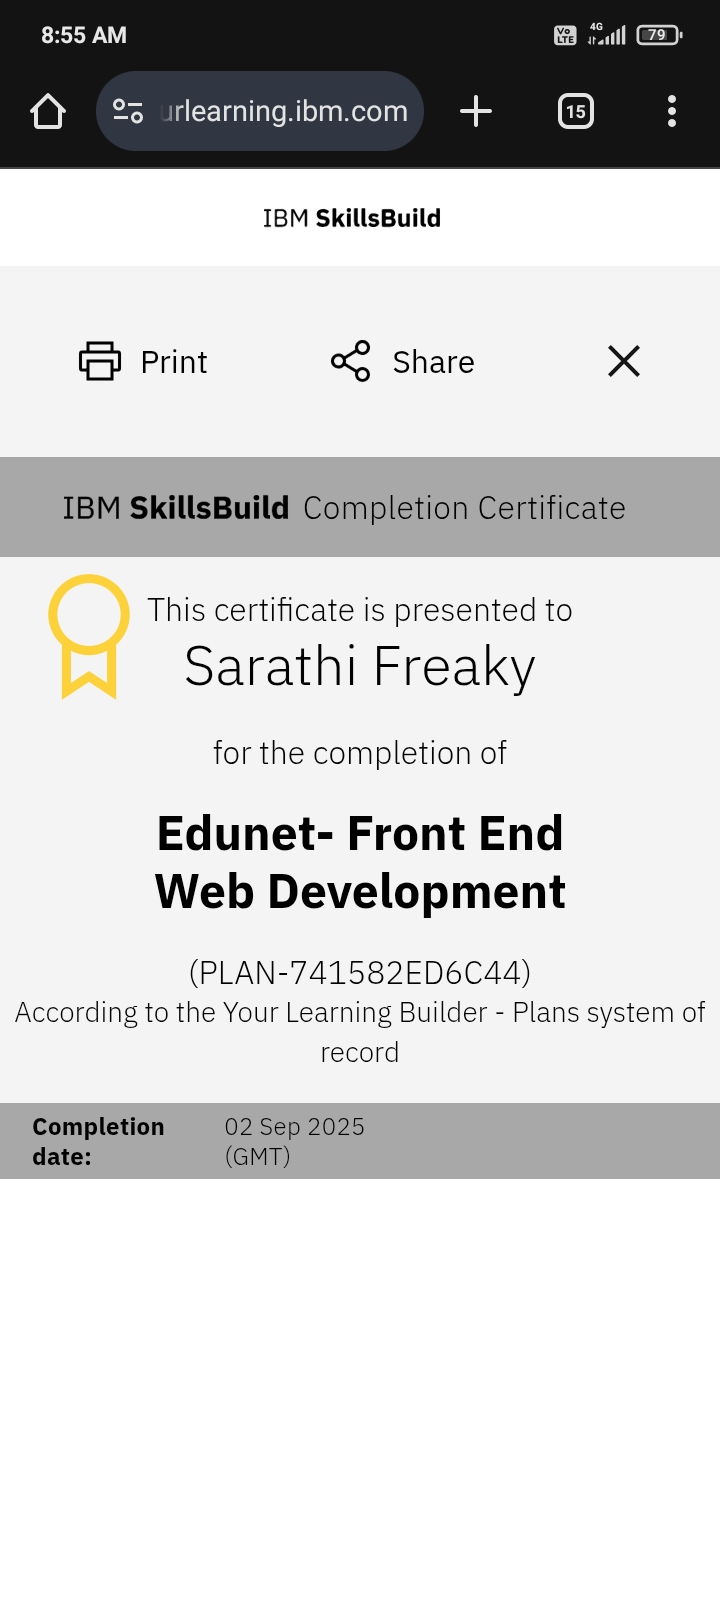 8:55 AM
Vo LTE 4G 79
urlearning.ibm.com
15
IBM SkillsBuild
Print Share
IBM SkillsBuild Completion Certificate
This certificate is presented to
Sarathi Freaky
for the completion of
Edunet- Front End
Web Development
(PLAN-741582ED6C44)
According to the Your Learning Builder - Plans system of
record
Completion date: 02 Sep 2025 (GMT)